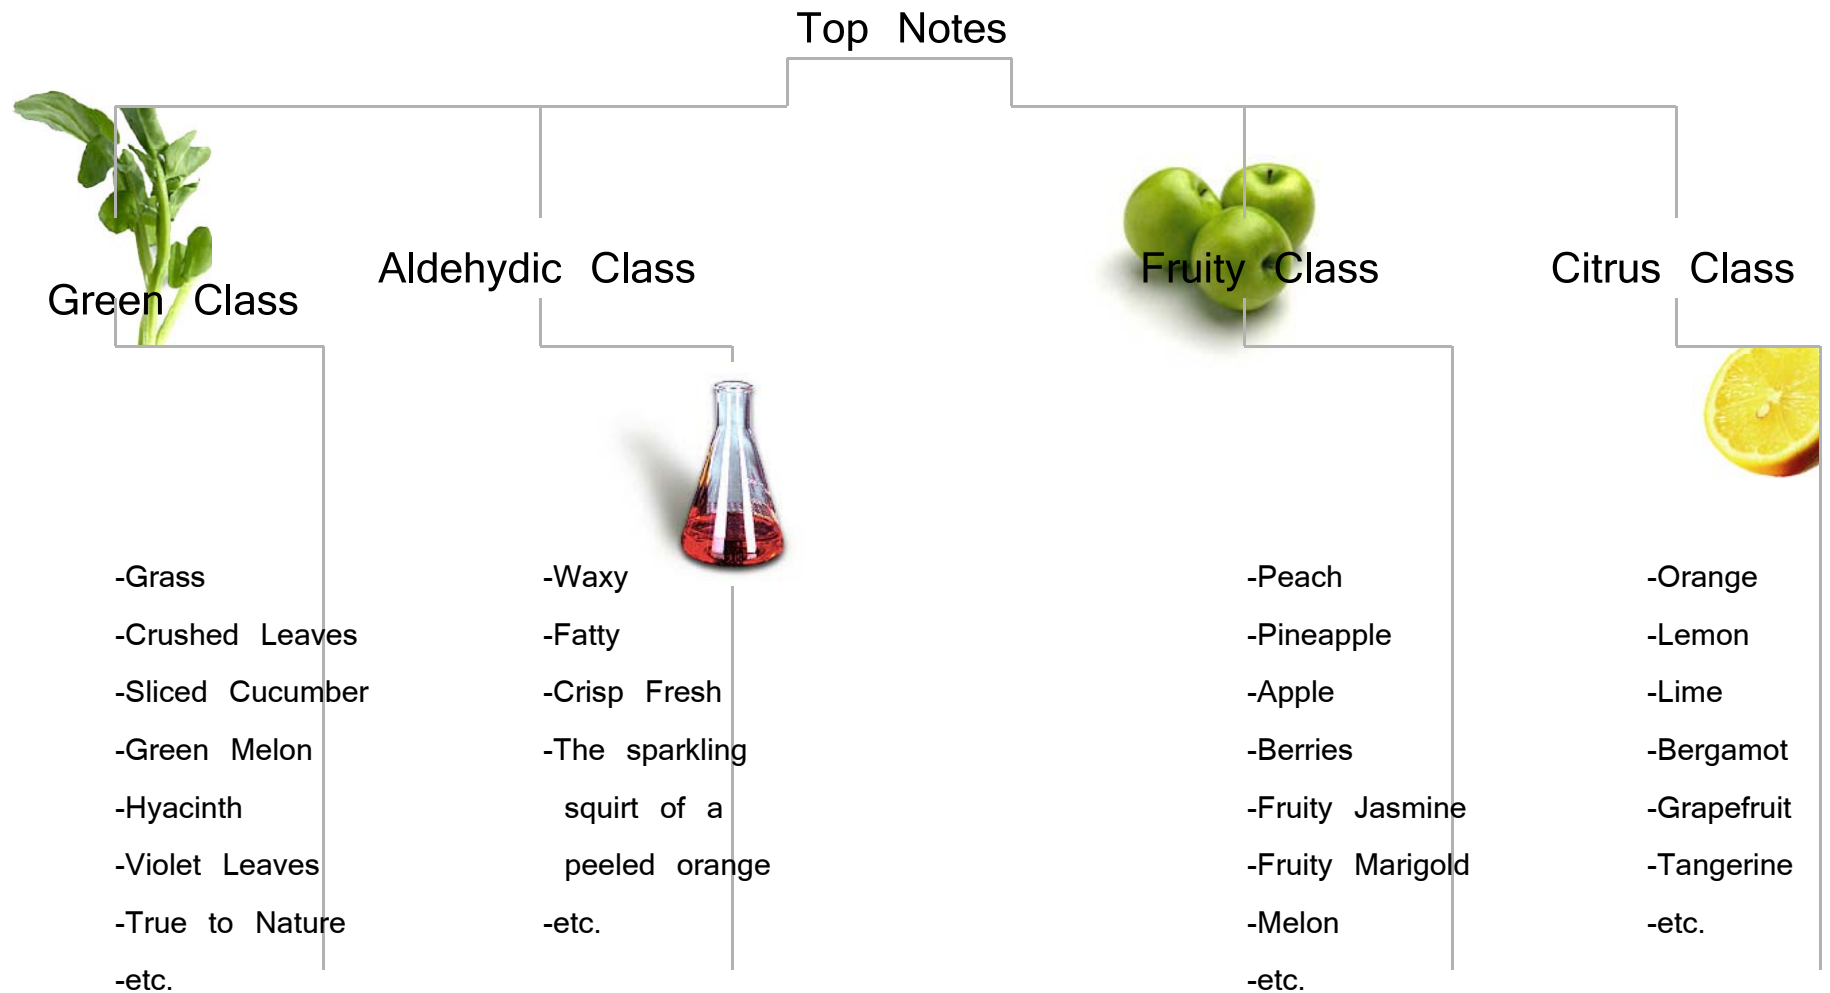 Top Notes
Green Class
Aldehydic Class
Fruity Class
Citrus Class
-Grass
-Crushed Leaves
-Sliced Cucumber
-Green Melon
-Hyacinth
-Violet Leaves
-True to Nature
-etc.
-Waxy
-Fatty
-Crisp Fresh
-The sparkling
squirt of a
peeled orange
-etc.
-Peach
-Pineapple
-Apple
-Berries
-Fruity Jasmine
-Fruity Marigold
-Melon
-etc.
-Orange
-Lemon
-Lime
-Bergamot
-Grapefruit
-Tangerine
-etc.